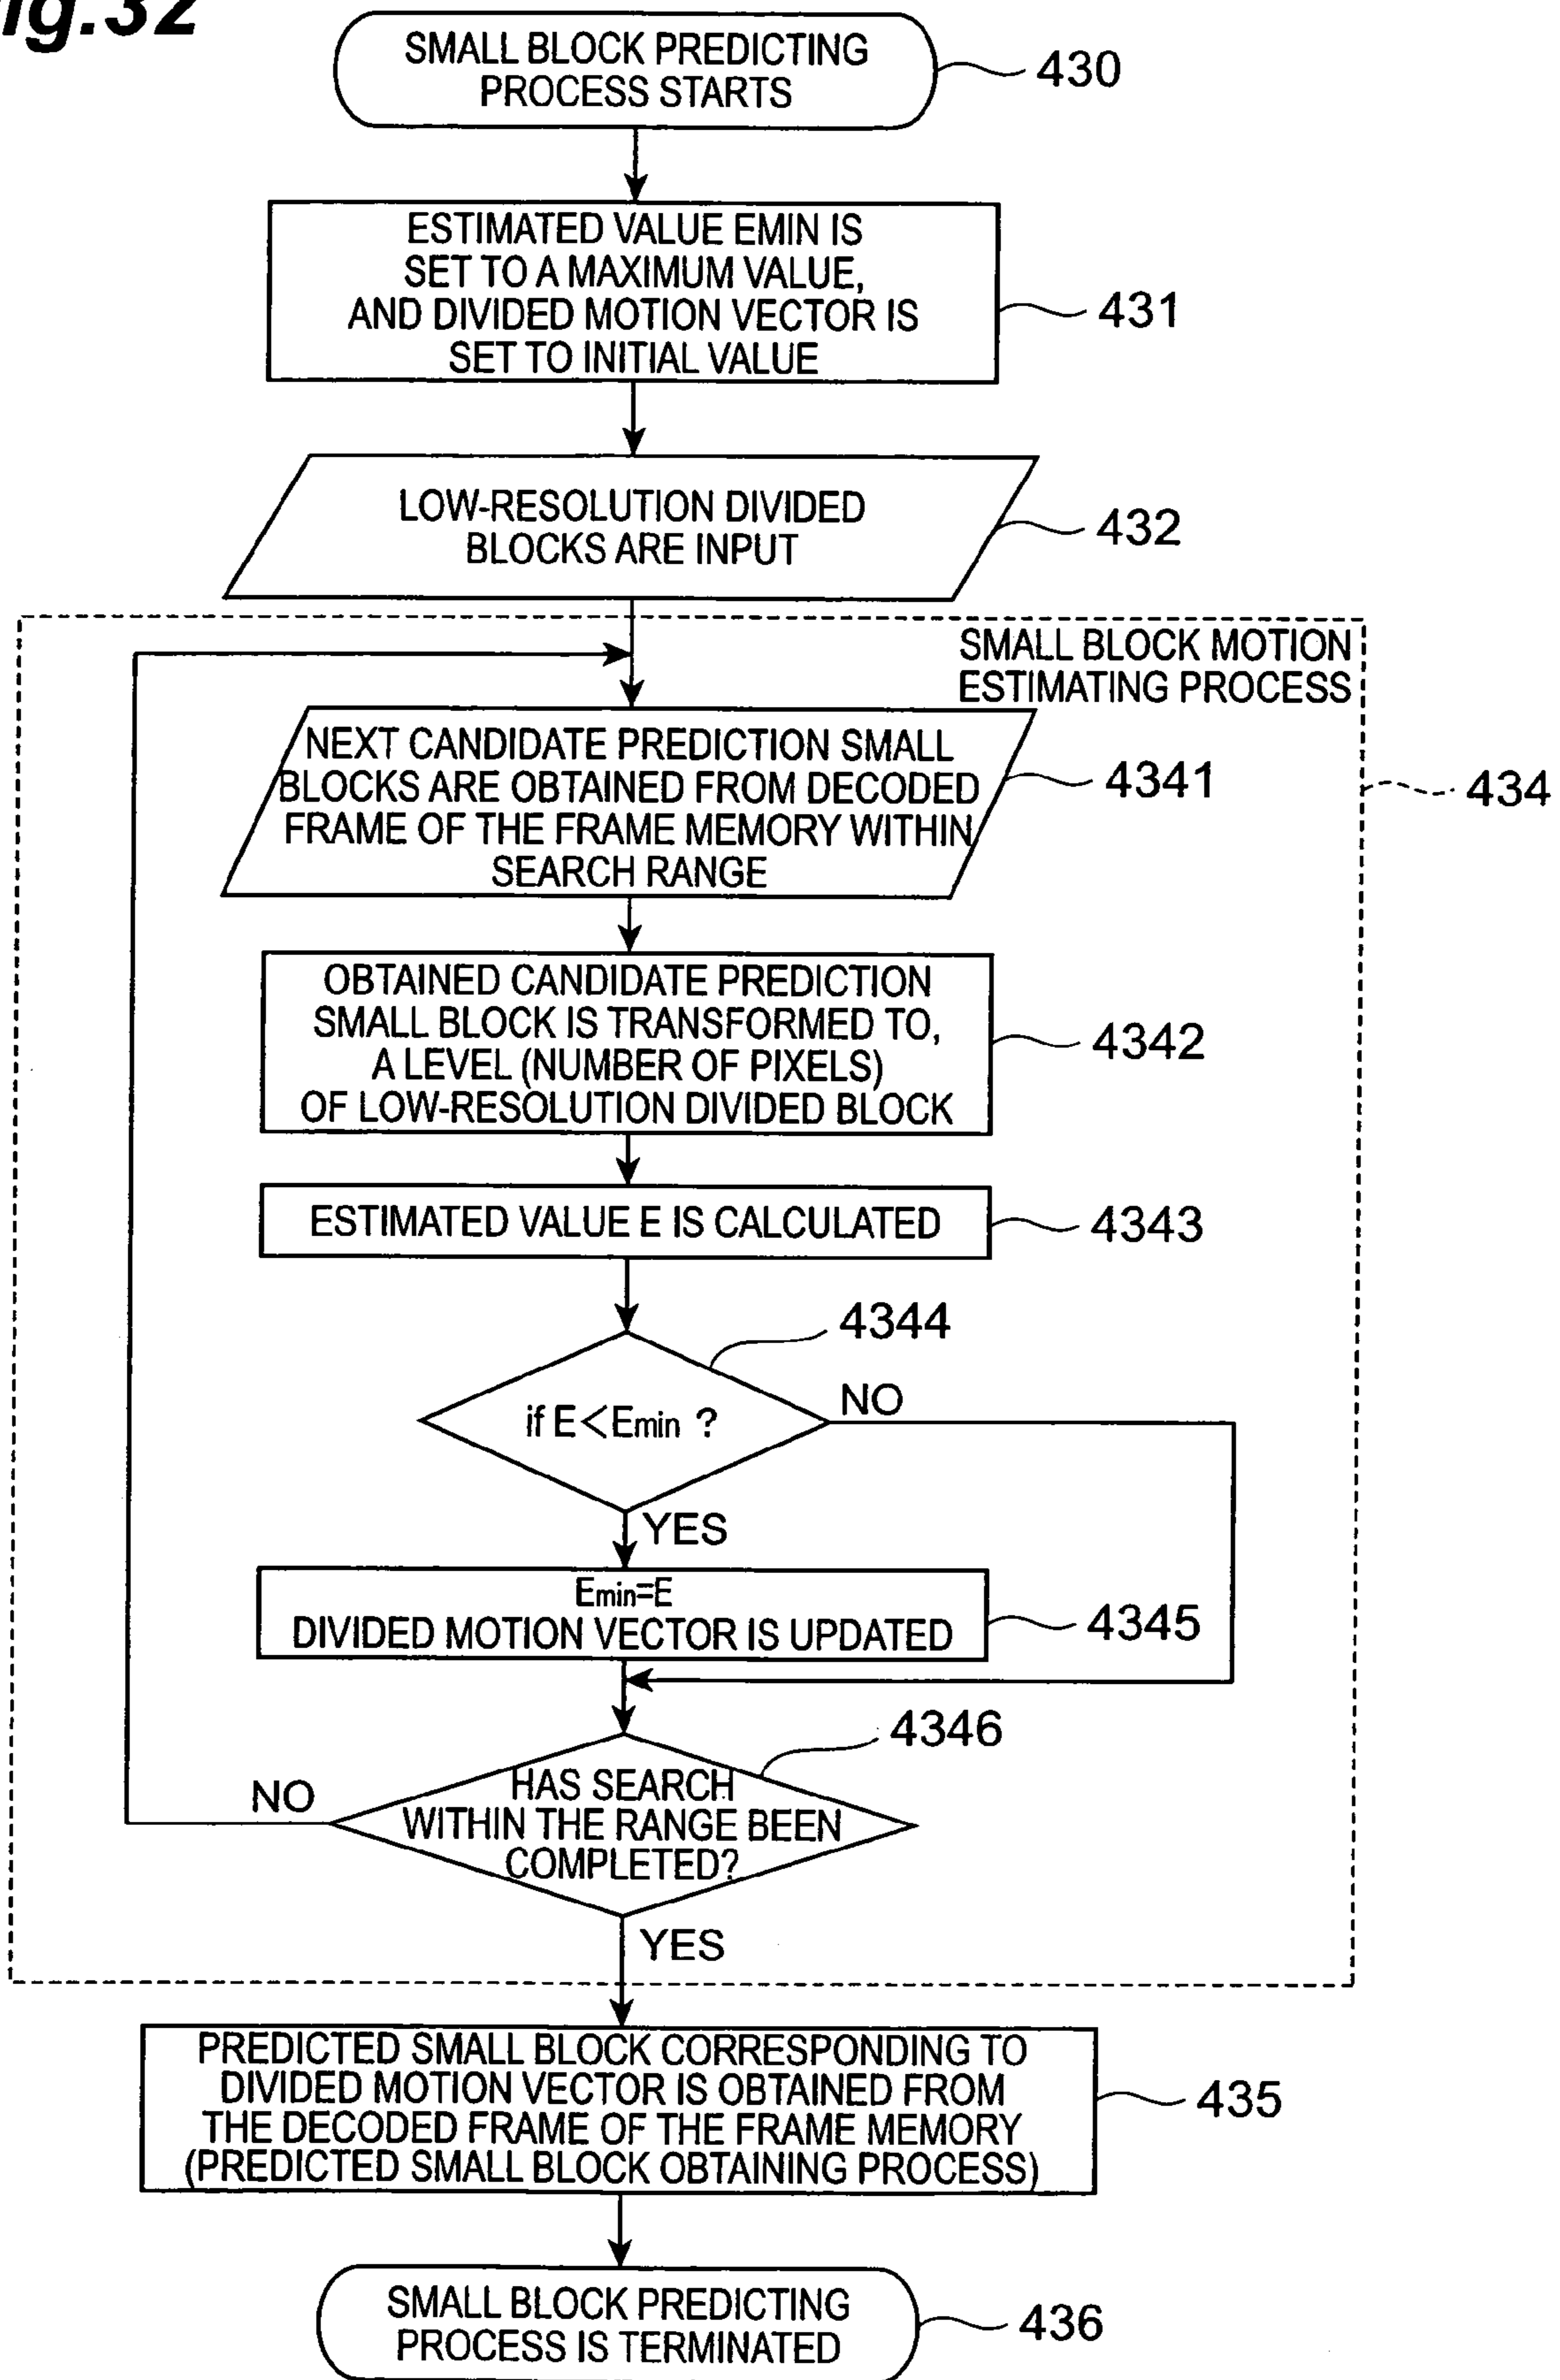 ig.32
SMALL BLOCK PREDICTING
PROCESS STARTS
430
ESTIMATED VALUE EMIN IS
SET TO A MAXIMUM VALUE,
AND DIVIDED MOTION VECTOR IS
SET TO INITIAL VALUE
431
LOW-RESOLUTION DIVIDED
BLOCKS ARE INPUT
432
SMALL BLOCK MOTION
ESTIMATING PROCESS
434
NEXT CANDIDATE PREDICTION SMALL
BLOCKS ARE OBTAINED FROM DECODED
FRAME OF THE FRAME MEMORY WITHIN
SEARCH RANGE
4341
OBTAINED CANDIDATE PREDICTION
SMALL BLOCK IS TRANSFORMED TO,
A LEVEL (NUMBER OF PIXELS)
OF LOW-RESOLUTION DIVIDED BLOCK
4342
ESTIMATED VALUE E IS CALCULATED
4343
4344
if E<Emin ?
NO
YES
Emin=E
DIVIDED MOTION VECTOR IS UPDATED
4345
4346
HAS SEARCH
WITHIN THE RANGE BEEN
COMPLETED?
NO
YES
PREDICTED SMALL BLOCK CORRESPONDING TO
DIVIDED MOTION VECTOR IS OBTAINED FROM
THE DECODED FRAME OF THE FRAME MEMORY
(PREDICTED SMALL BLOCK OBTAINING PROCESS)
435
SMALL BLOCK PREDICTING
PROCESS IS TERMINATED
436